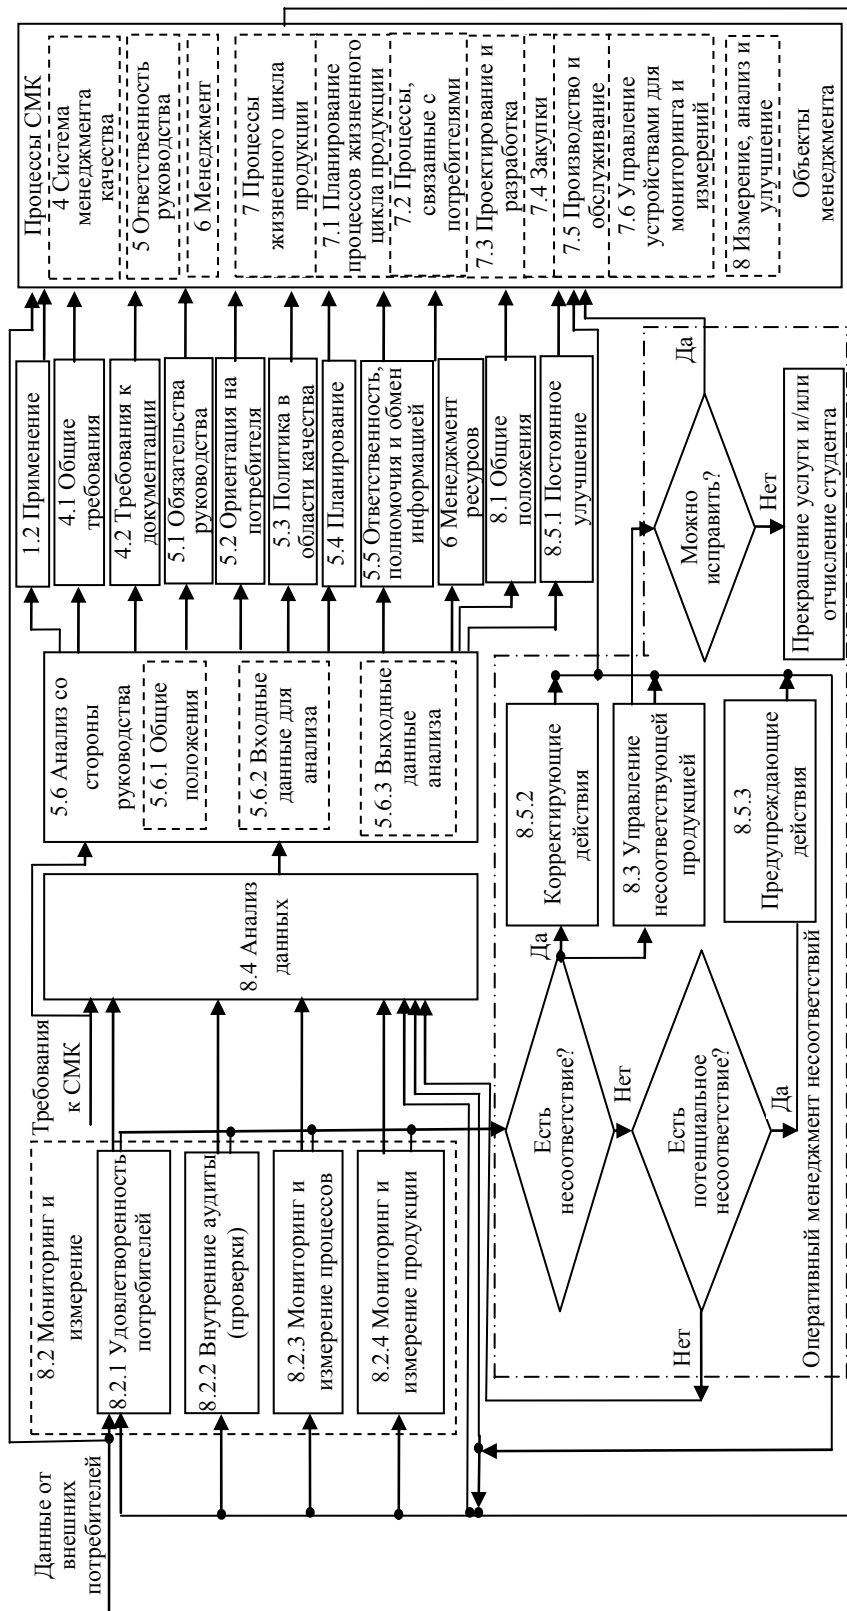 Данные от
внешних
потребителей
8.2 Мониторинг и
измерение
8.2.1 Удовлетворенность
потребителей
8.2.2 Внутренние аудиты
(проверки)
8.2.3 Мониторинг и
измерение процессов
8.2.4 Мониторинг и
измерение продукции
Требования
к СМК
8.4 Анализ
данных
5.6 Анализ со
стороны
руководства
5.6.1 Общие
положения
5.6.2 Входные
данные для
анализа
5.6.3 Выходные
данные
анализа
1.2 Применение
4.1 Общие
требования
4.2 Требования к
документации
5.1 Обязательства
руководства
5.2 Ориентация на
потребителя
5.3 Политика в
области качества
5.4 Планирование
5.5 Ответственность,
полномочия и обмен
информацией
6 Менеджмент
ресурсов
8.1 Общие
положения
8.5.1 Постоянное
улучшение
Процессы СМК
4 Система
менеджмента
качества
5 Ответственность
руководства
6 Менеджмент
7 Процессы
жизненного цикла
продукции
7.1 Планирование
процессов жизненного
цикла продукции
7.2 Процессы,
связанные с
потребителями
7.3 Проектирование и
разработка
7.4 Закупки
7.5 Производство и
обслуживание
7.6 Управление
устройствами для
мониторинга и
измерений
8 Измерение, анализ и
улучшение
Объекты
менеджмента
Есть
несоответствие?
Да
Нет
Есть
потенциальное
несоответствие?
Да
Нет
8.5.2
Корректирующие
действия
8.3 Управление
несоответствующей
продукцией
8.5.3
Предупреждающие
действия
Можно
исправить?
Да
Нет
Прекращение услуги и/или
отчисление студента
Оперативный менеджмент несоответствий